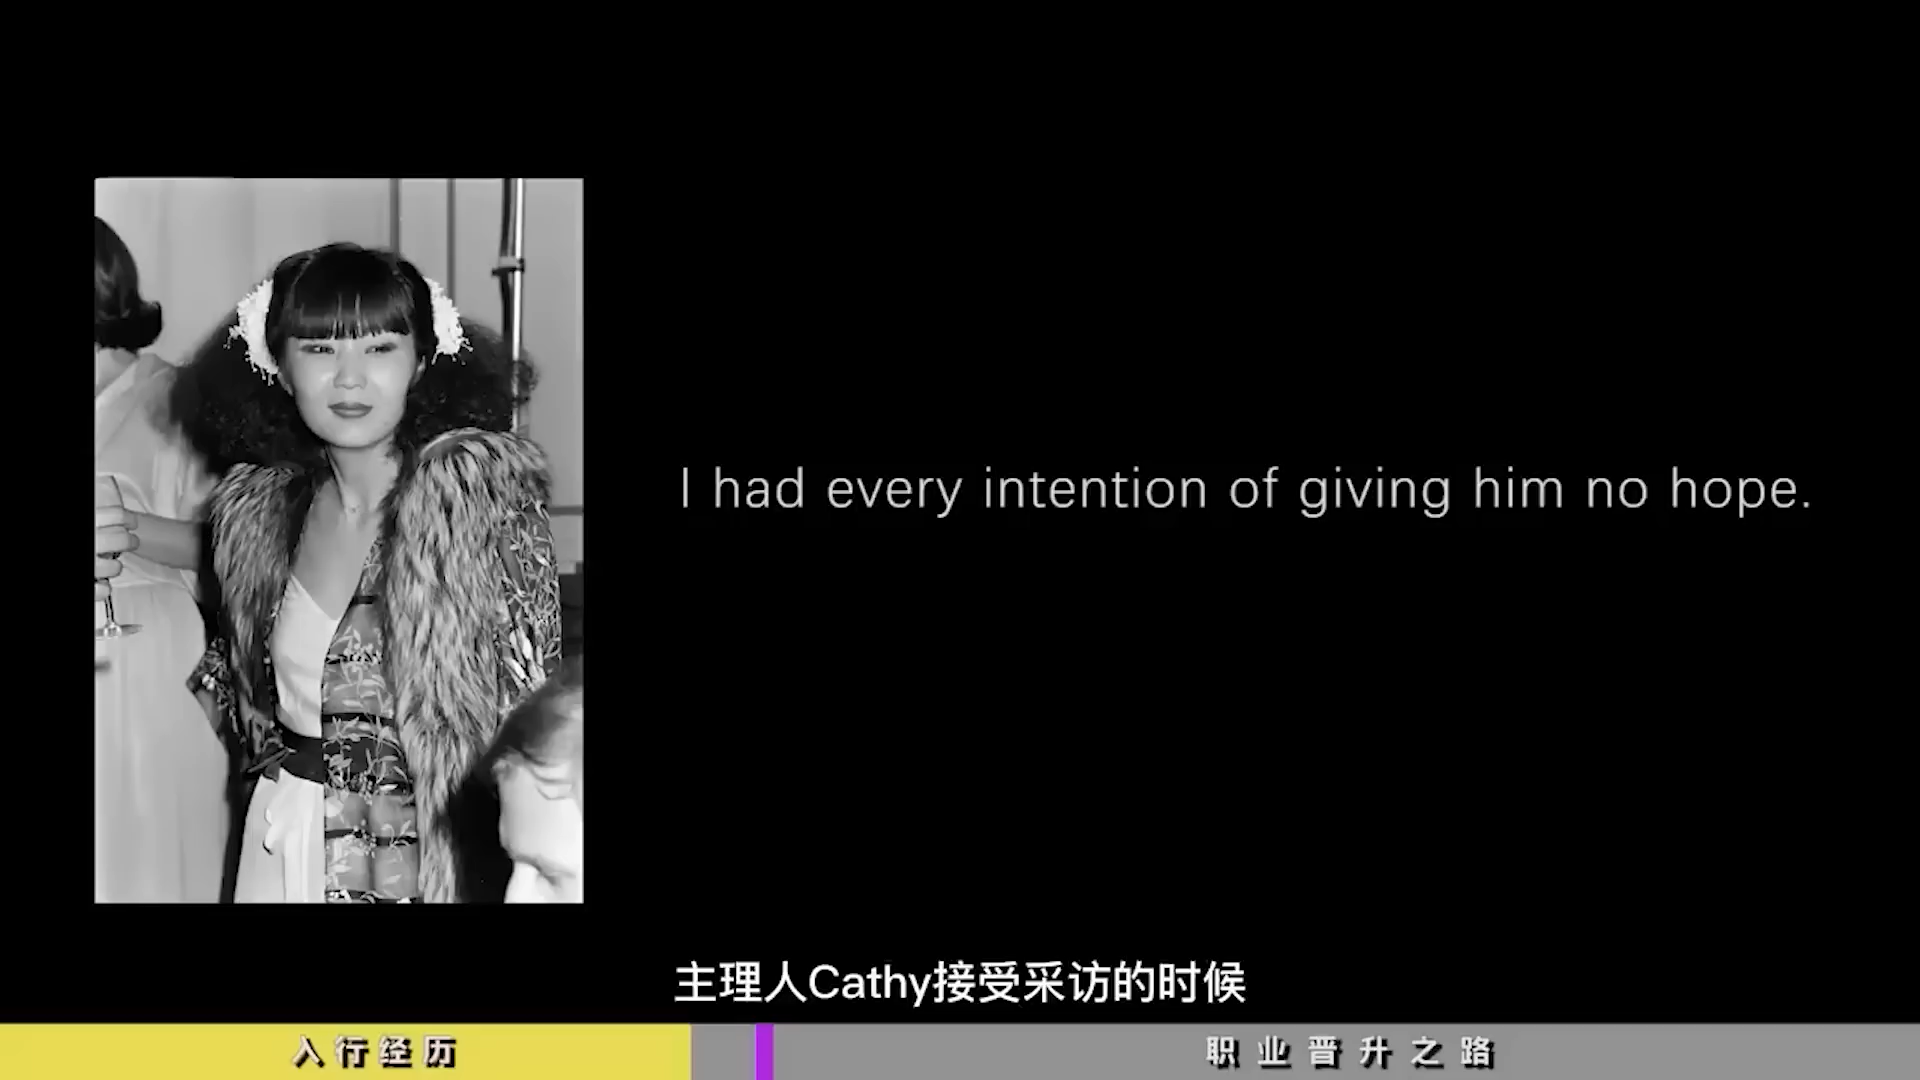 I had every intention of giving him no hope.
主理人Cathy接受采访的时候
入行经历
职业晋升之路